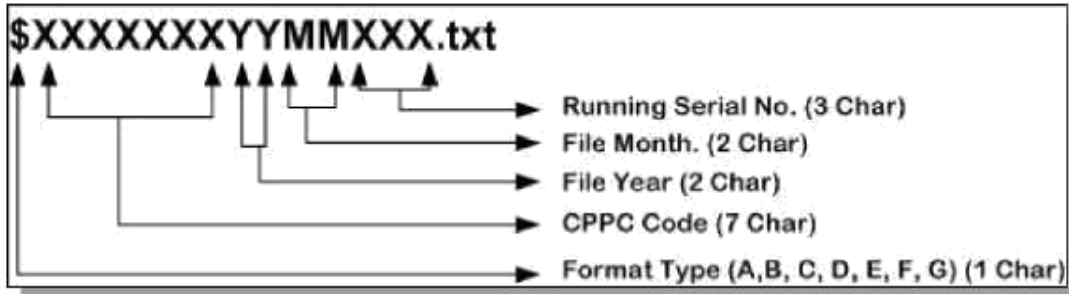 $XXXXXXXYYMMXXX.txt
Running Serial No. (3 Char)
File Month. (2 Char)
File Year (2 Char)
CPPC Code (7 Char)
Format Type (A,B, C, D, E, F, G) (1 Char)